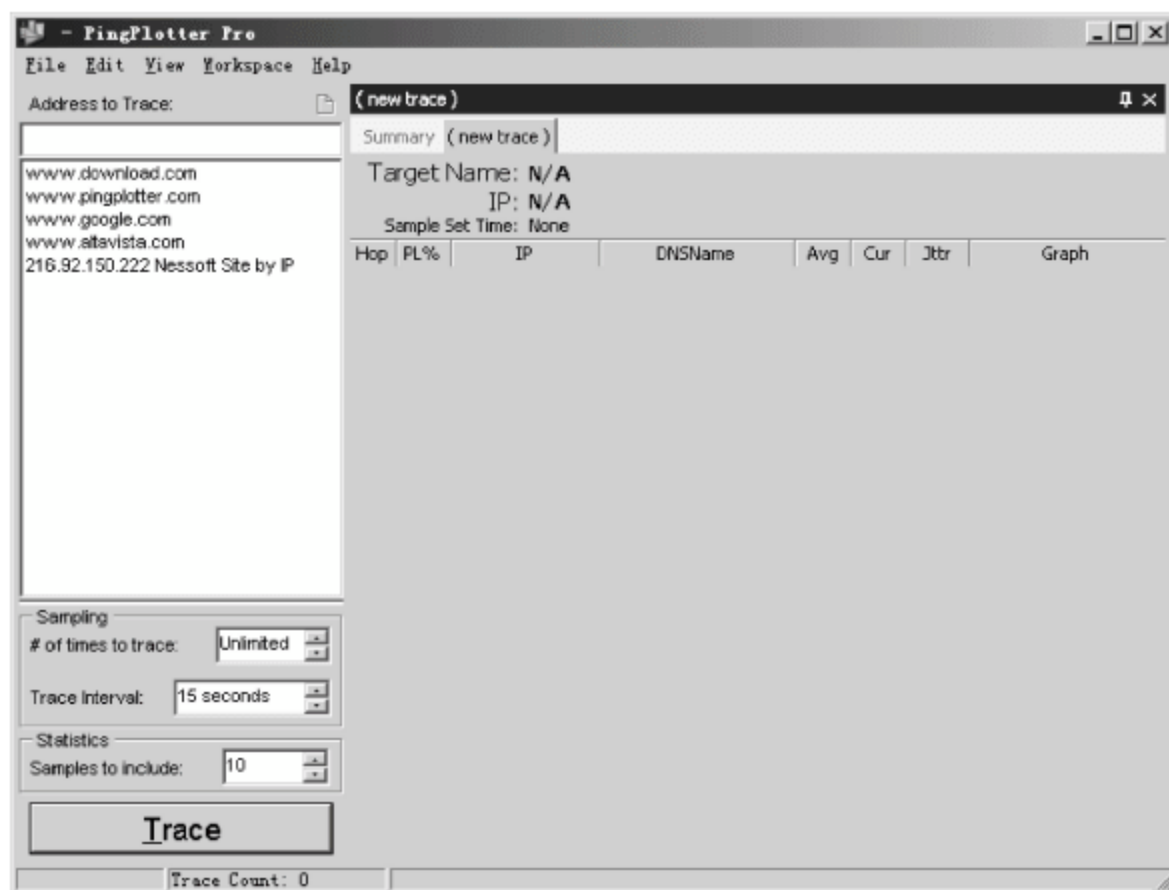 - PingPlotter Pro
File Edit View Workspace Help
Address to Trace:
www.download.com
www.pingplotter.com
www.google.com
www.altavista.com
216.92.150.222 Nessoft Site by IP
Sampling
# of times to trace: Unlimited
Trace Interval: 15 seconds
Statistics
Samples to include: 10
Trace
(new trace)
Summary (new trace)
Target Name: N/A
IP: N/A
Sample Set Time: None
Hop PL% IP DNSName Avg Cur Jttr Graph
Trace Count: 0